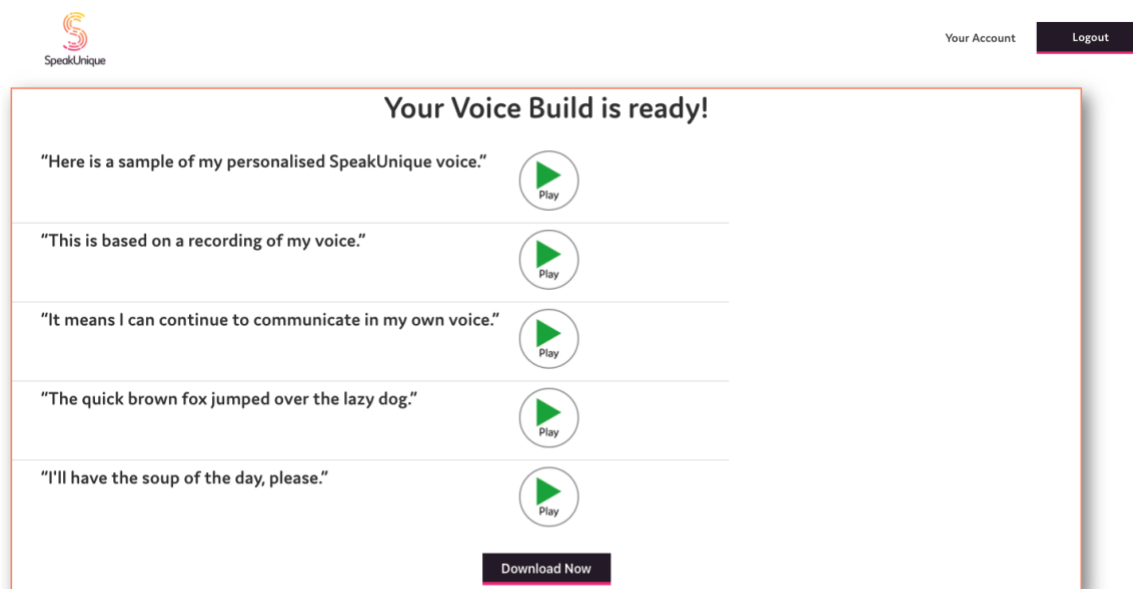 SpeakUnique
Your Account
Logout
Your Voice Build is ready!
“Here is a sample of my personalised SpeakUnique voice.”
Play
“This is based on a recording of my voice.”
Play
“It means I can continue to communicate in my own voice.”
Play
“The quick brown fox jumped over the lazy dog.”
Play
“I'll have the soup of the day, please.”
Play
Download Now